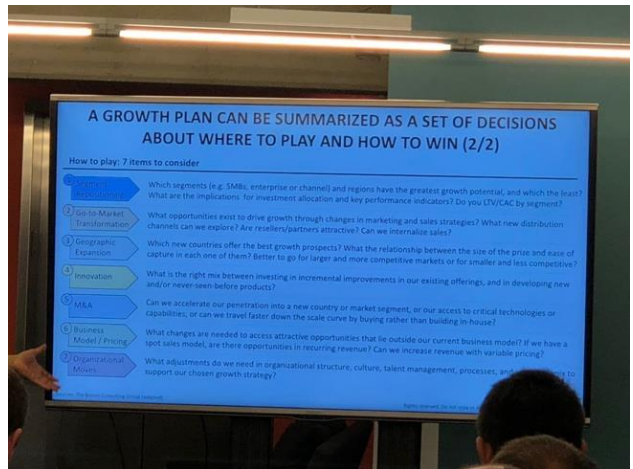 A GROWTH PLAN CAN BE SUMMARIZED AS A SET OF DECISIONS
ABOUT WHERE TO PLAY AND HOW TO WIN (2/2)
How to play: 7 items to consider
1 Segment
Which segments (e.g. SMBs, enterprise or channel) and regions have the greatest growth potential, and which the least?
What are the implications for investment allocation and key performance indicators? Do you LTV/CAC by segment?
2 Go-to-Market
Transformation
What opportunities exist to drive growth through changes in marketing and sales strategies? What new distribution
channels can we explore? Are resellers/partners attractive? Can we internalize sales?
3 Geographic
Expansion
Which new countries offer the best growth prospects? What the relationship between the size of the prize and ease of
capture in each one of them? Better to go for larger and more competitive markets or for smaller and less competitive?
4 Innovation
What is the right mix between investing in incremental improvements in our existing offerings, and in developing new
and/or never-seen-before products?
5 M&A
Can we accelerate our penetration into a new country or market segment, or our access to critical technologies or
capabilities, or can we travel faster down the scale curve by buying rather than building in-house?
6 Business
Model / Pricing
What changes are needed to access attractive opportunities that lie outside our current business model? If we have a
spot sales model, are there opportunities in recurring revenue? Can we increase revenue with variable pricing?
7 Organizational
Moves
What adjustments do we need in organizational structure, culture, talent management, processes, and to
support our chosen growth strategy?